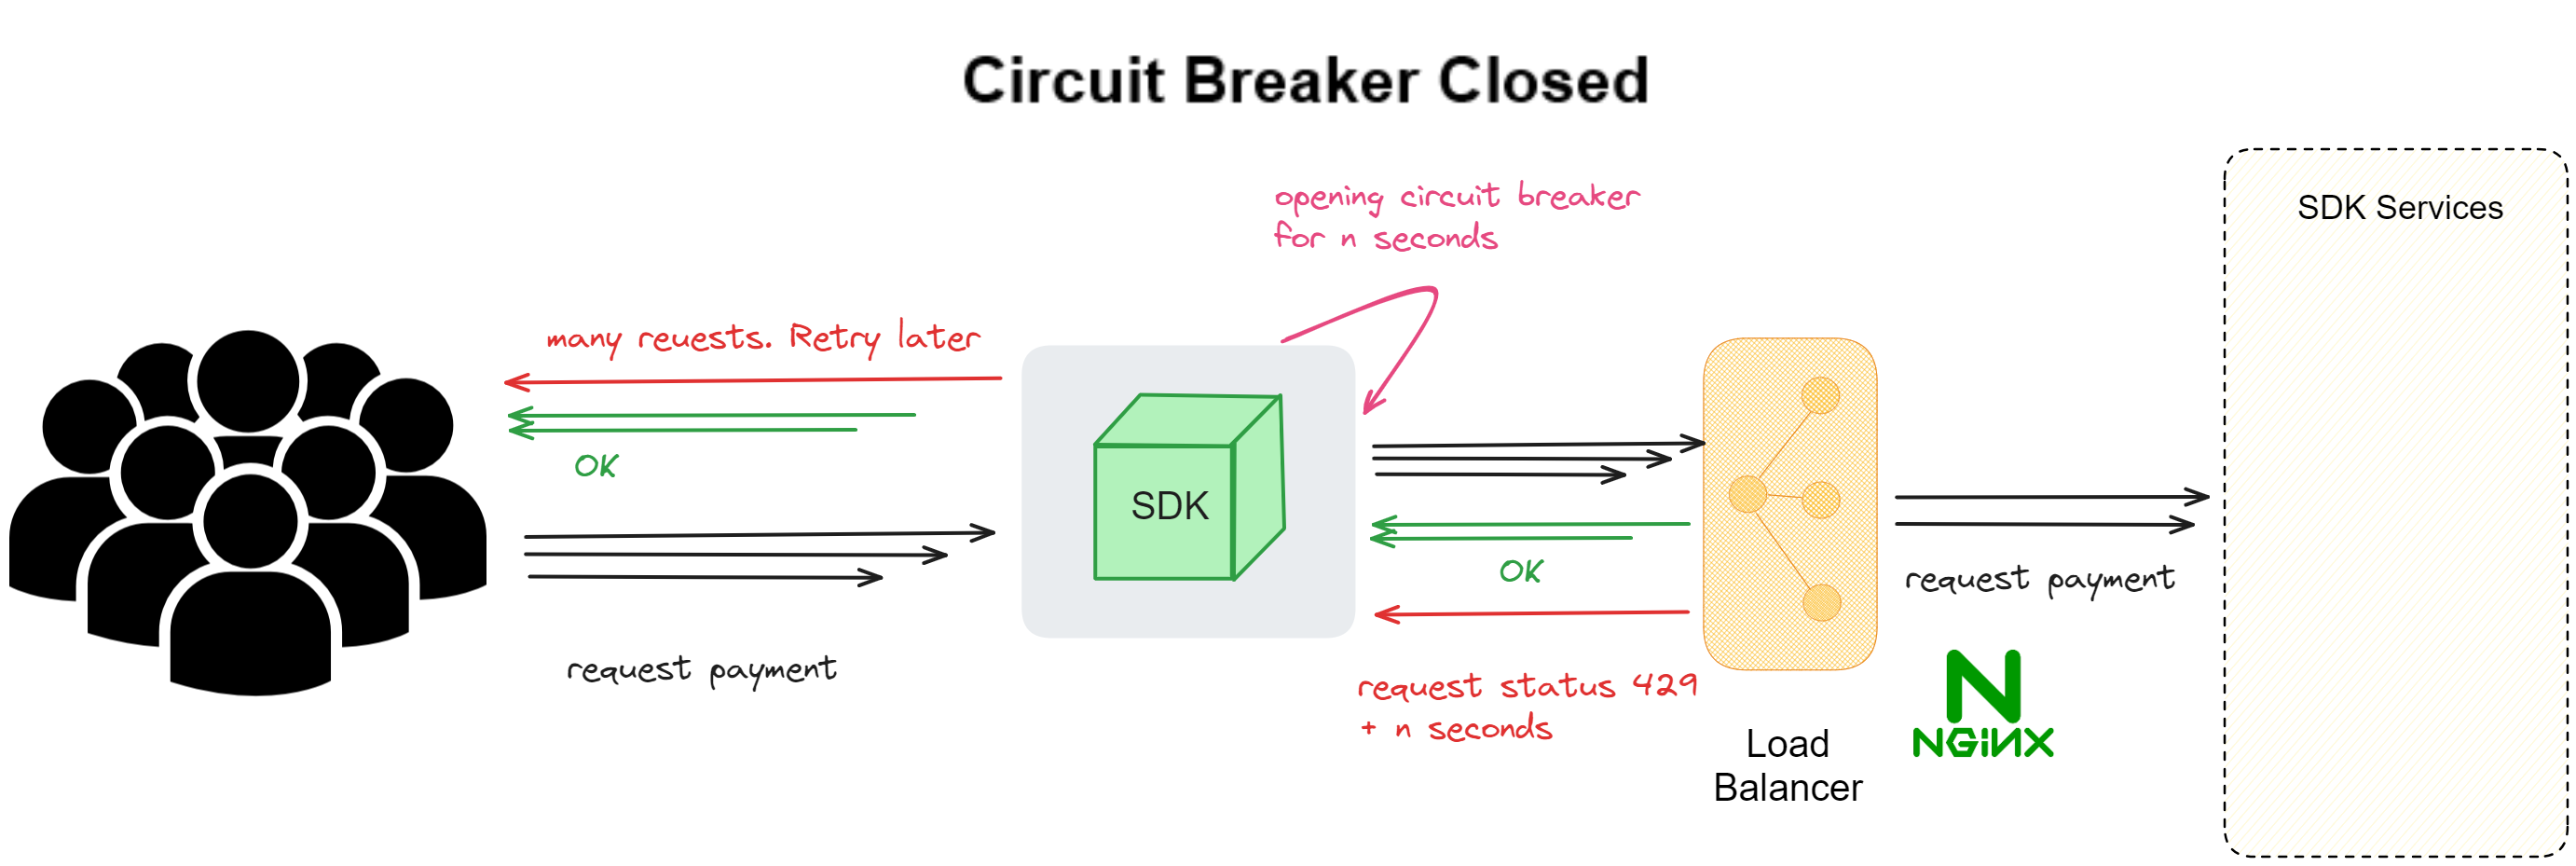 Circuit Breaker Closed
opening circuit breaker
for n seconds
SDK Services
many reuests. Retry later
OK
SDK
request payment
OK
request payment
request status 429
+ n seconds
Load
Balancer
NGiNX